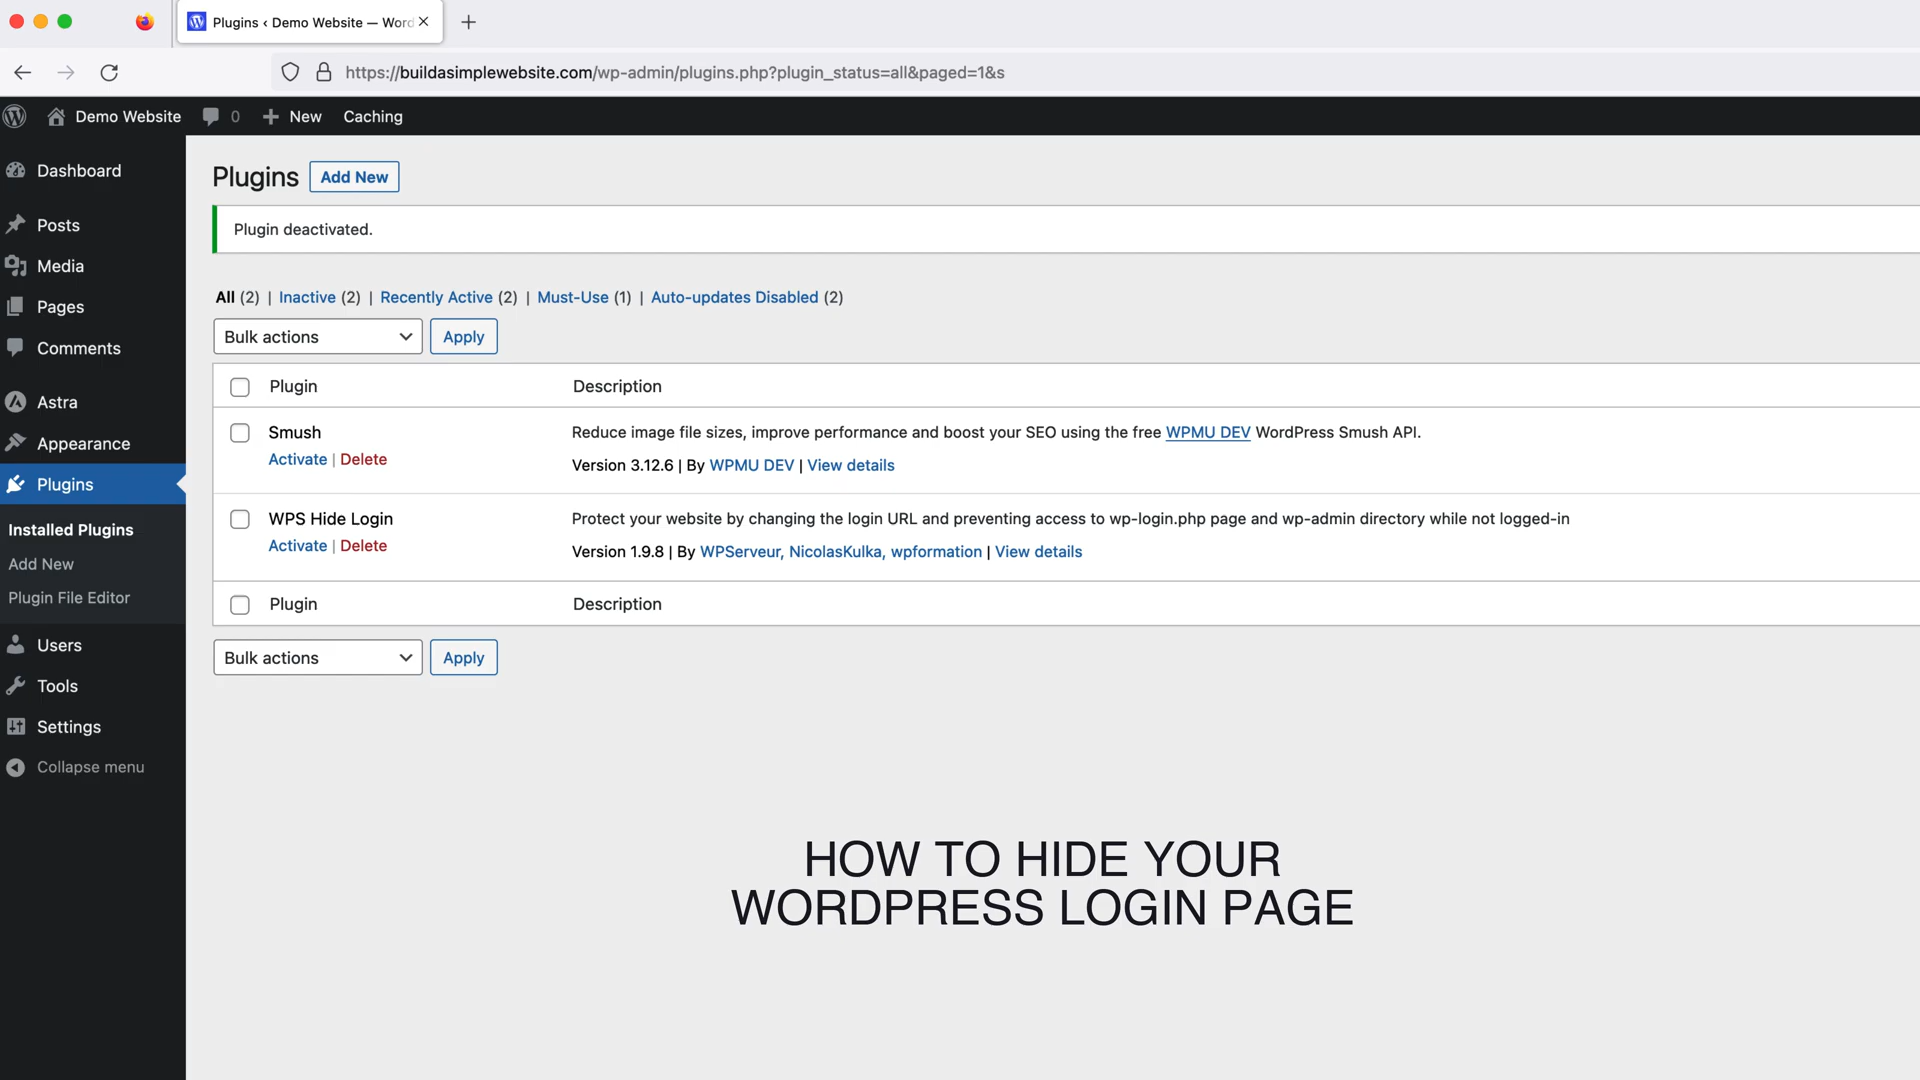 Plugins ‹ Demo Website — Word
https://buildasimplewebsite.com/wp-admin/plugins.php?plugin_status=all&paged=1&s
Demo Website 0 New Caching
Dashboard
Posts
Media
Pages
Comments
Astra
Appearance
Plugins
Installed Plugins
Add New
Plugin File Editor
Users
Tools
Settings
Collapse menu
Plugins Add New
Plugin deactivated.
All (2) | Inactive (2) | Recently Active (2) | Must-Use (1) | Auto-updates Disabled (2)
Bulk actions Apply
Plugin Description
Smush Reduce image file sizes, improve performance and boost your SEO using the free WPMU DEV WordPress Smush API.
Activate | Delete Version 3.12.6 | By WPMU DEV | View details
WPS Hide Login Protect your website by changing the login URL and preventing access to wp-login.php page and wp-admin directory while not logged-in
Activate | Delete Version 1.9.8 | By WPServeur, NicolasKulka, wpformation | View details
Plugin Description
Bulk actions Apply
HOW TO HIDE YOUR
WORDPRESS LOGIN PAGE